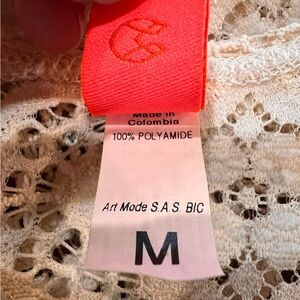 Made in
Colombia
100% POLYAMIDE
Art Mode S.A.S. BIC
M